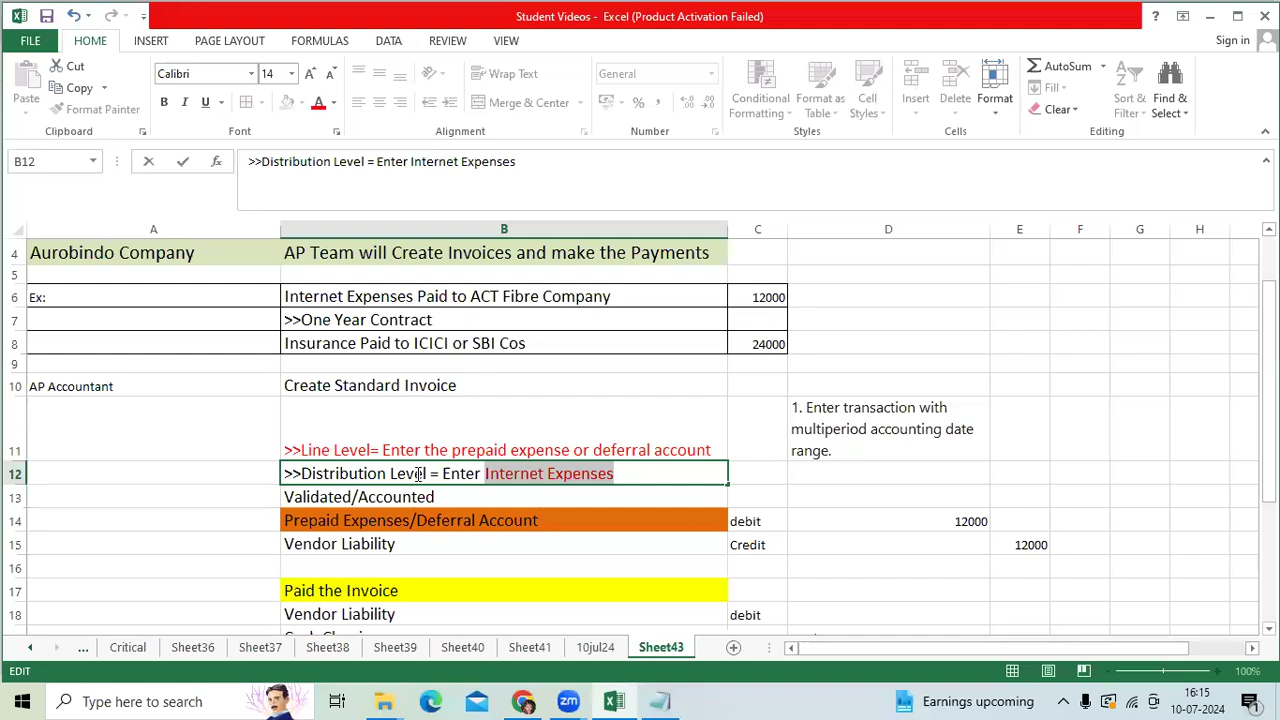 Student Videos - Excel (Product Activation Failed)
FILE HOME INSERT PAGE LAYOUT FORMULAS DATA REVIEW VIEW Sign in
Cut
Copy
Format Painter
Paste
Calibri 14
Wrap Text
Merge & Center
General
Conditional Formatting
Format as Table
Cell Styles
Insert Delete Format
AutoSum
Fill
Clear
Sort & Filter
Find & Select
Clipboard Font Alignment Number Styles Cells Editing
B12 fx >>Distribution Level = Enter Internet Expenses
A B C D E F G H
4 Aurobindo Company AP Team will Create Invoices and make the Payments
5
6 Ex: Internet Expenses Paid to ACT Fibre Company 12000
7 >>One Year Contract
8 Insurance Paid to ICICI or SBI Cos 24000
9
10 AP Accountant Create Standard Invoice
1. Enter transaction with
multiperiod accounting date
range.
11 >>Line Level= Enter the prepaid expense or deferral account
12 >>Distribution Level = Enter Internet Expenses
13 Validated/Accounted
14 Prepaid Expenses/Deferral Account debit 12000
15 Vendor Liability Credit 12000
16
17 Paid the Invoice
18 Vendor Liability debit
... Critical Sheet36 Sheet37 Sheet38 Sheet39 Sheet40 Sheet41 10jul24 Sheet43
EDIT 100%
Type here to search
Earnings upcoming
16:15
10-07-2024